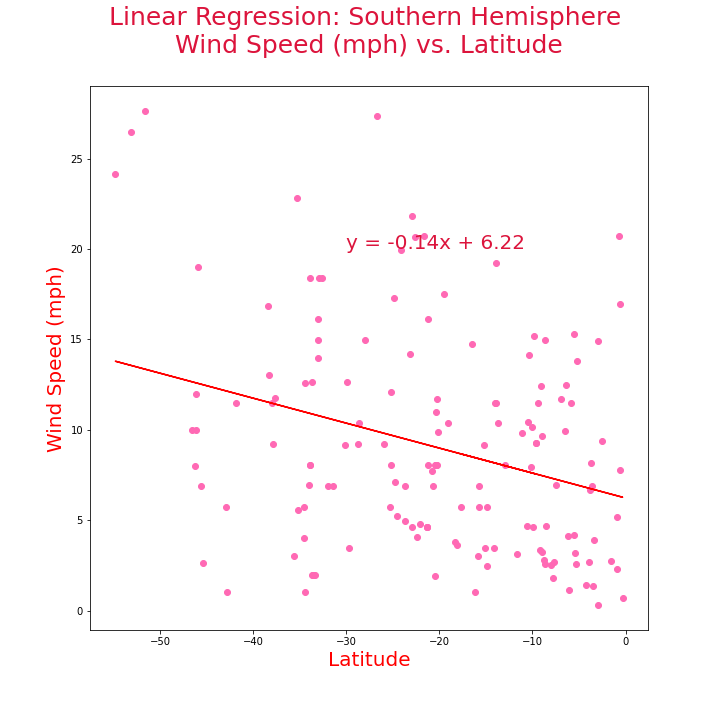 Linear Regression: Southern Hemisphere
Wind Speed (mph) vs. Latitude
25
20
15
10
5
0
y = -0.14x + 6.22
Wind Speed (mph)
−50
−40
−30
−20
−10
0
Latitude